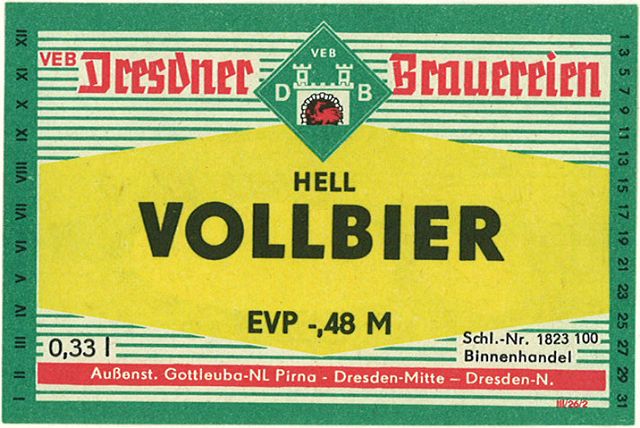 VEB Dresdner Brauereien
VEB
D B
HELL
VOLLBIER
EVP -,48 M
0,33 l
Schl.-Nr. 1823 100
Binnenhandel
Außenst. Gottleuba-NL Pirna - Dresden-Mitte – Dresden-N.
III/26/2
XII
XI
X
IX
VIII
VII
VI
V
IV
III
II
I
1
3
5
7
9
11
13
15
17
19
21
23
25
27
29
31